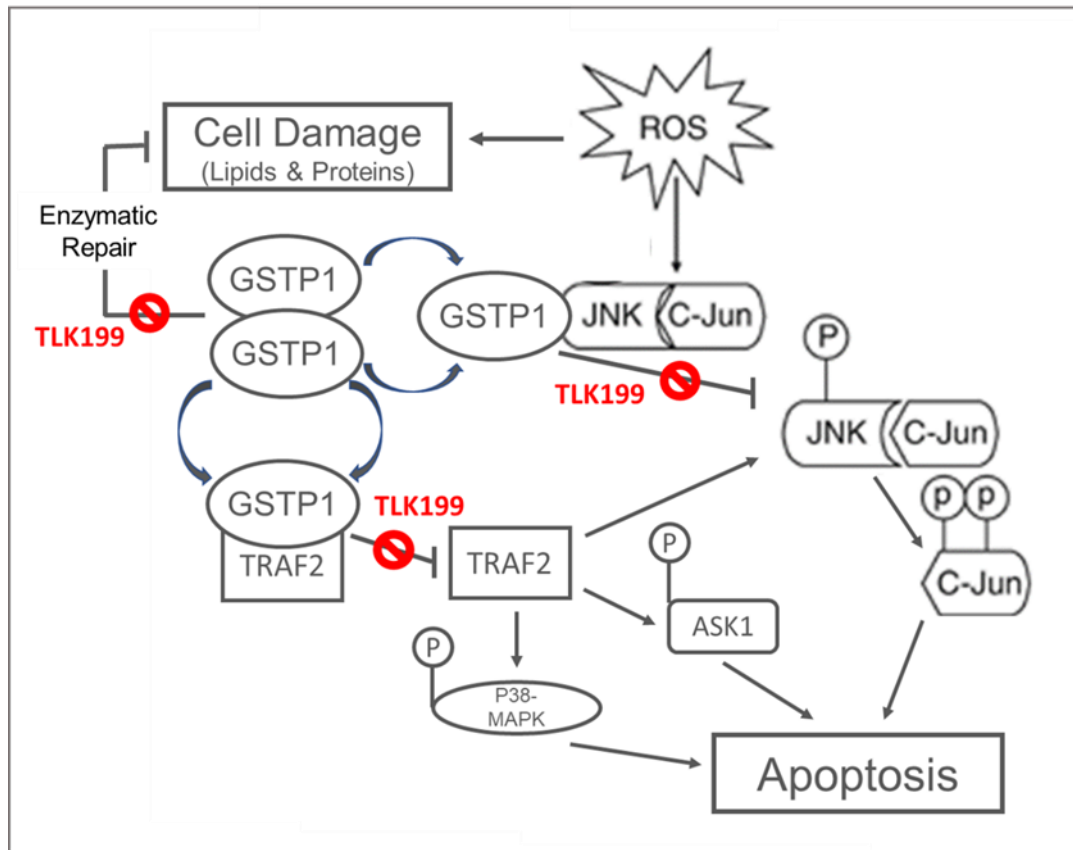 Cell Damage
(Lipids & Proteins)
ROS
Enzymatic
Repair
GSTP1
GSTP1
GSTP1
JNK
C-Jun
TLK199
TLK199
P
JNK
C-Jun
GSTP1
TRAF2
TLK199
TRAF2
P
ASK1
p
p
C-Jun
P
P38-
MAPK
Apoptosis